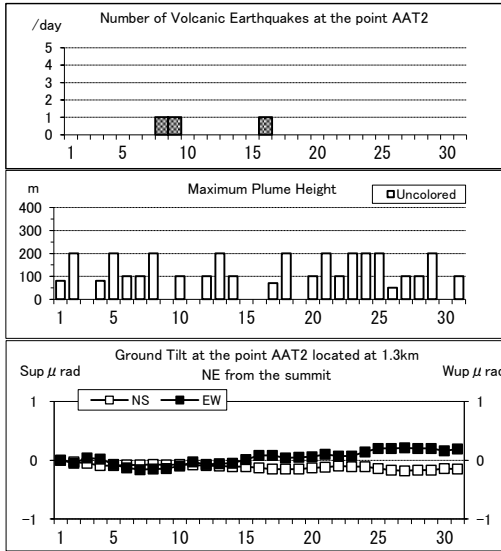 Number of Volcanic Earthquakes at the point AAT2
/day
5
4
3
2
1
0
1 5 10 15 20 25 30
Maximum Plume Height
m
Uncolored
400
300
200
100
0
1 5 10 15 20 25 30
Ground Tilt at the point AAT2 located at 1.3km
NE from the summit
Sup μ rad
Wup μ rad
NS EW
1 1
0 0
-1 -1
1 5 10 15 20 25 30